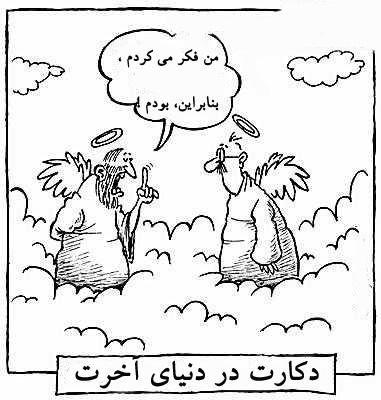 من فکر می کردم ،
بنابراین، بودم !
دکارت در دنیای آخرت